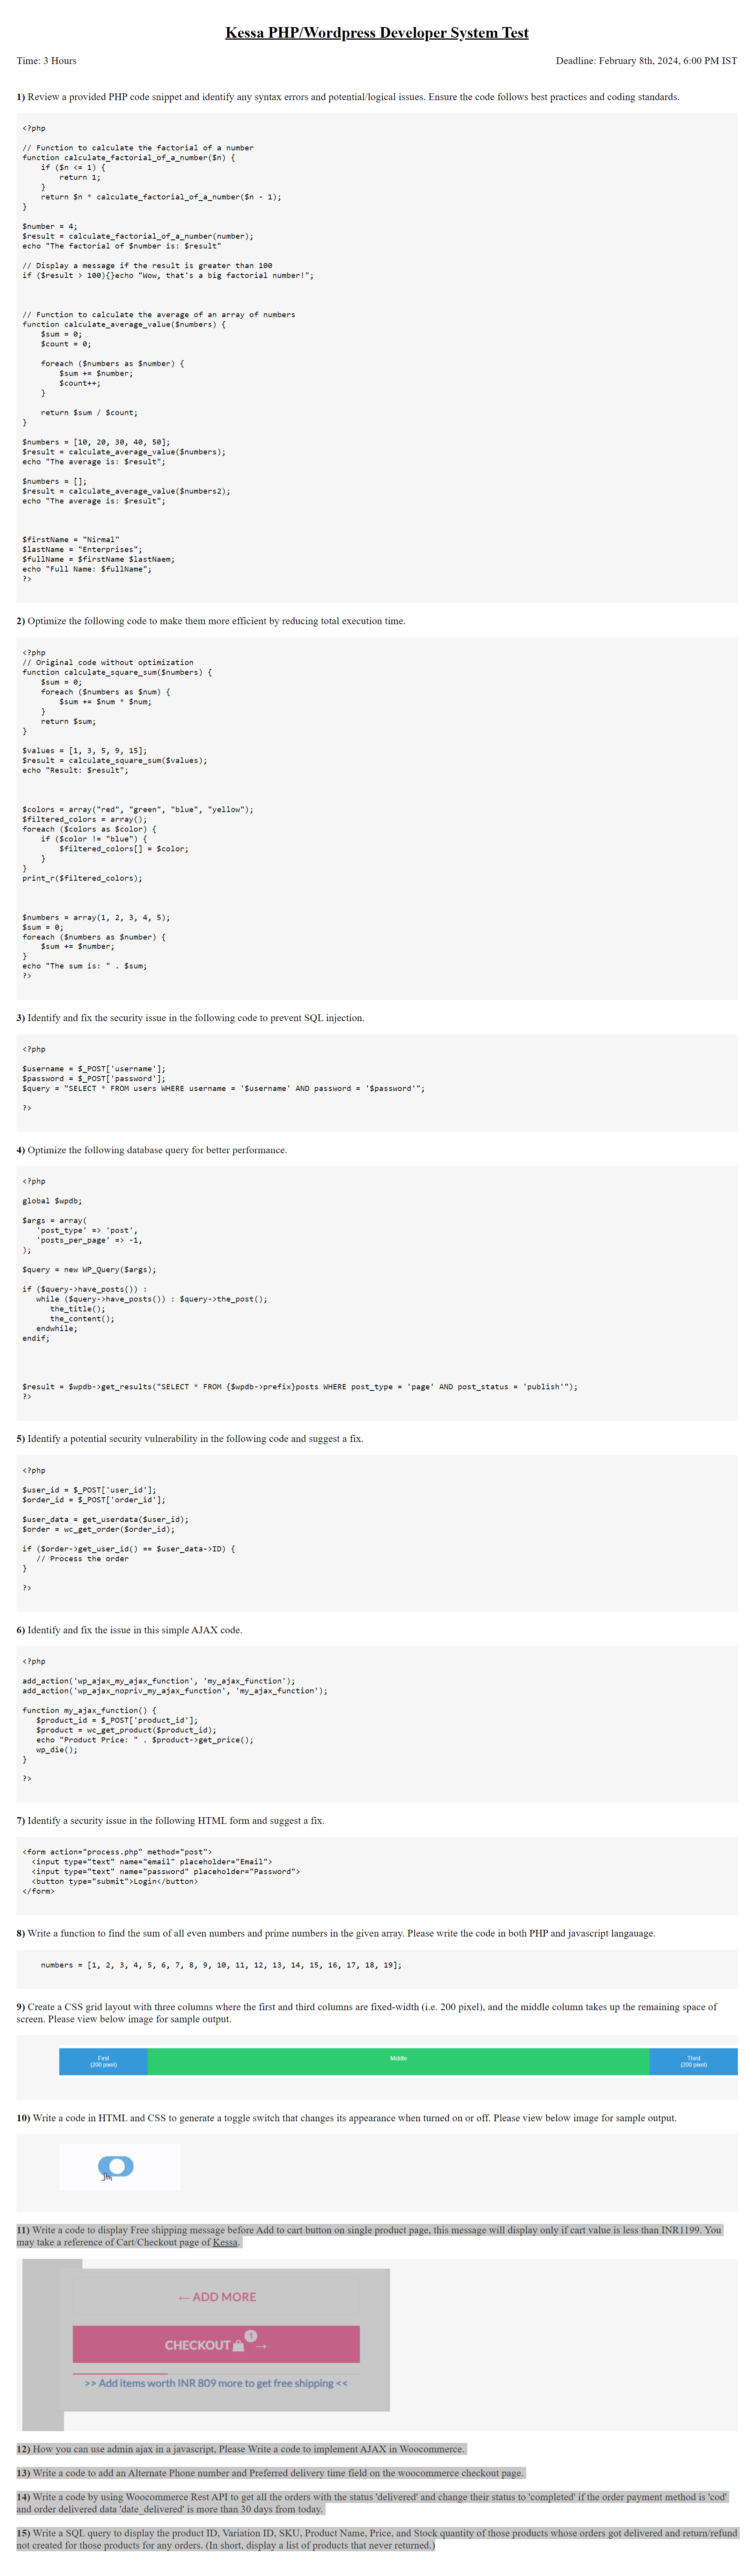 Kessa PHP/Wordpress Developer System Test
Time: 3 Hours
Deadline: February 8th, 2024, 6:00 PM IST
1) Review a provided PHP code snippet and identify any syntax errors and potential/logical issues. Ensure the code follows best practices and coding standards.
<?php
// Function to calculate the factorial of a number
function calculate_factorial_of_a_number($n) {
if ($n <= 1) {
return 1;
}
return $n * calculate_factorial_of_a_number($n - 1);
}
$number = 4;
$result = calculate_factorial_of_a_number(number);
echo "The factorial of $number is: $result"
// Display a message if the result is greater than 100
if ($result > 100){}echo "Wow, that's a big factorial number!";
// Function to calculate the average of an array of numbers
function calculate_average_value($numbers) {
$sum = 0;
$count = 0;
foreach ($numbers as $number) {
$sum += $number;
$count++;
}
return $sum / $count;
}
$numbers = [10, 20, 30, 40, 50];
$result = calculate_average_value($numbers);
echo "The average is: $result";
$numbers = [];
$result = calculate_average_value($numbers2);
echo "The average is: $result";
$firstName = "Nirmal"
$lastName = "Enterprises";
$fullName = $firstName $lastNaem;
echo "Full Name: $fullName";
?>
2) Optimize the following code to make them more efficient by reducing total execution time.
<?php
// Original code without optimization
function calculate_square_sum($numbers) {
$sum = 0;
foreach ($numbers as $num) {
$sum += $num * $num;
}
return $sum;
}
$values = [1, 3, 5, 9, 15];
$result = calculate_square_sum($values);
echo "Result: $result";
$colors = array("red", "green", "blue", "yellow");
$filtered_colors = array();
foreach ($colors as $color) {
if ($color != "blue") {
$filtered_colors[] = $color;
}
}
print_r($filtered_colors);
$numbers = array(1, 2, 3, 4, 5);
$sum = 0;
foreach ($numbers as $number) {
$sum += $number;
}
echo "The sum is: " . $sum;
?>
3) Identify and fix the security issue in the following code to prevent SQL injection.
<?php
$username = $_POST['username'];
$password = $_POST['password'];
$query = "SELECT * FROM users WHERE username = '$username' AND password = '$password'";
?>
4) Optimize the following database query for better performance.
<?php
global $wpdb;
$args = array(
'post_type' => 'post',
'posts_per_page' => -1,
);
$query = new WP_Query($args);
if ($query->have_posts()) :
while ($query->have_posts()) : $query->the_post();
the_title();
the_content();
endwhile;
endif;
$result = $wpdb->get_results("SELECT * FROM {$wpdb->prefix}posts WHERE post_type = 'page' AND post_status = 'publish'");
?>
5) Identify a potential security vulnerability in the following code and suggest a fix.
<?php
$user_id = $_POST['user_id'];
$order_id = $_POST['order_id'];
$user_data = get_userdata($user_id);
$order = wc_get_order($order_id);
if ($order->get_user_id() == $user_data->ID) {
// Process the order
}
?>
6) Identify and fix the issue in this simple AJAX code.
<?php
add_action('wp_ajax_my_ajax_function', 'my_ajax_function');
add_action('wp_ajax_nopriv_my_ajax_function', 'my_ajax_function');
function my_ajax_function() {
$product_id = $_POST['product_id'];
$product = wc_get_product($product_id);
echo "Product Price: " . $product->get_price();
wp_die();
}
?>
7) Identify a security issue in the following HTML form and suggest a fix.
<form action="process.php" method="post">
<input type="text" name="email" placeholder="Email">
<input type="text" name="password" placeholder="Password">
<button type="submit">Login</button>
</form>
8) Write a function to find the sum of all even numbers and prime numbers in the given array. Please write the code in both PHP and javascript langauage.
numbers = [1, 2, 3, 4, 5, 6, 7, 8, 9, 10, 11, 12, 13, 14, 15, 16, 17, 18, 19];
9) Create a CSS grid layout with three columns where the first and third columns are fixed-width (i.e. 200 pixel), and the middle column takes up the remaining space of
screen. Please view below image for sample output.
First
(200 pixel)
Middle
Third
(200 pixel)
10) Write a code in HTML and CSS to generate a toggle switch that changes its appearance when turned on or off. Please view below image for sample output.
11) Write a code to display Free shipping message before Add to cart button on single product page, this message will display only if cart value is less than INR1199. You
may take a reference of Cart/Checkout page of Kessa.
← ADD MORE
CHECKOUT 1 →
>> Add items worth INR 809 more to get free shipping <<
12) How you can use admin ajax in a javascript, Please Write a code to implement AJAX in Woocommerce.
13) Write a code to add an Alternate Phone number and Preferred delivery time field on the woocommerce checkout page.
14) Write a code by using Woocommerce Rest API to get all the orders with the status 'delivered' and change their status to 'completed' if the order payment method is 'cod'
and order delivered data 'date_delivered' is more than 30 days from today.
15) Write a SQL query to display the product ID, Variation ID, SKU, Product Name, Price, and Stock quantity of those products whose orders got delivered and return/refund
not created for those products for any orders. (In short, display a list of products that never returned.)